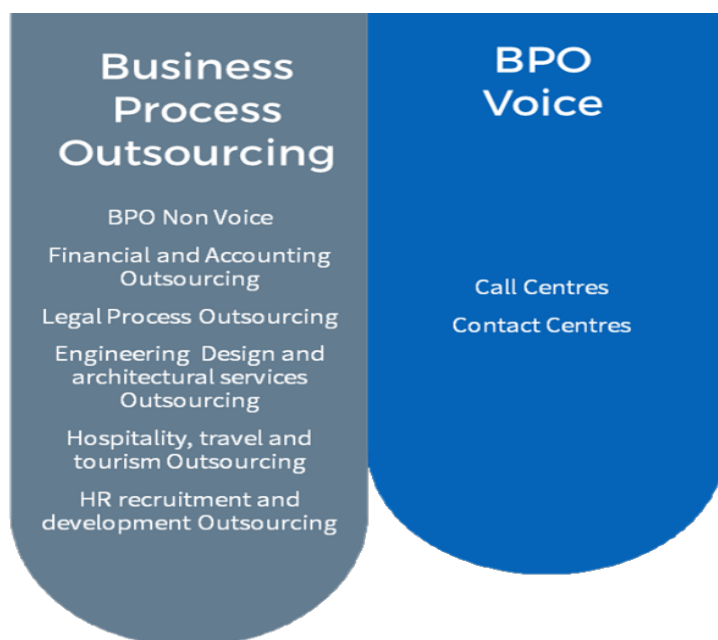 Business
Process
Outsourcing
BPO Non Voice
Financial and Accounting
Outsourcing
Legal Process Outsourcing
Engineering Design and
architectural services
Outsourcing
Hospitality, travel and
tourism Outsourcing
HR recruitment and
development Outsourcing
BPO
Voice
Call Centres
Contact Centres